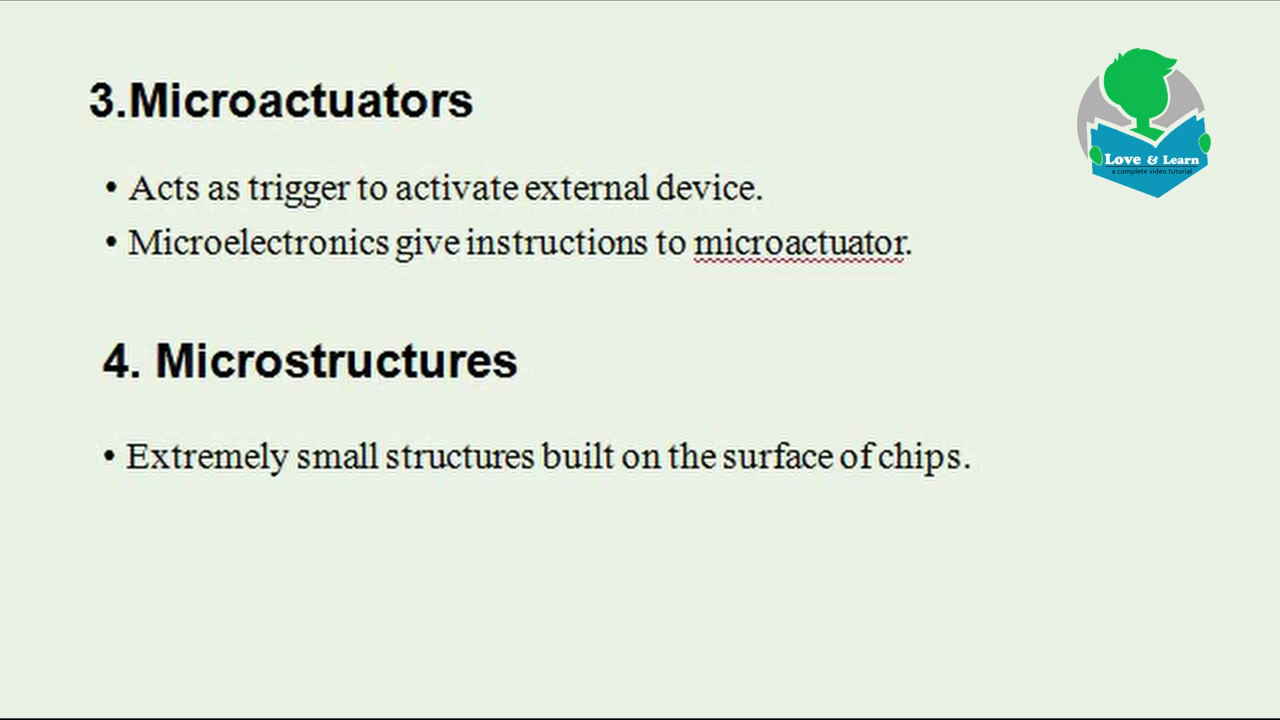 3.Microactuators
• Acts as trigger to activate external device.
• Microelectronics give instructions to microactuator.
4. Microstructures
• Extremely small structures built on the surface of chips.
Love & Learn
a complete video tutorial